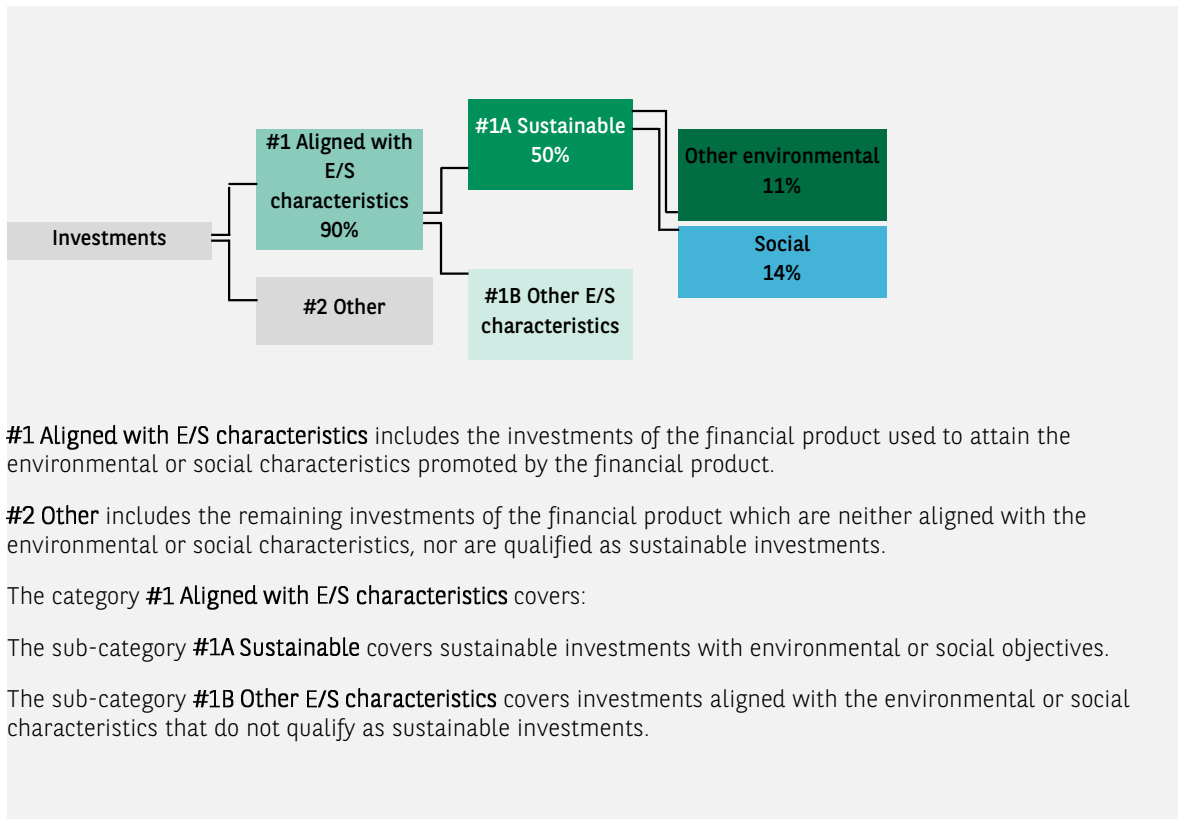 #1A Sustainable
50%
#1 Aligned with
E/S
characteristics
90%
Other environmental
11%
Investments
Social
14%
#2 Other
#1B Other E/S
characteristics
#1 Aligned with E/S characteristics includes the investments of the financial product used to attain the
environmental or social characteristics promoted by the financial product.
#2 Other includes the remaining investments of the financial product which are neither aligned with the
environmental or social characteristics, nor are qualified as sustainable investments.
The category #1 Aligned with E/S characteristics covers:
The sub-category #1A Sustainable covers sustainable investments with environmental or social objectives.
The sub-category #1B Other E/S characteristics covers investments aligned with the environmental or social
characteristics that do not qualify as sustainable investments.